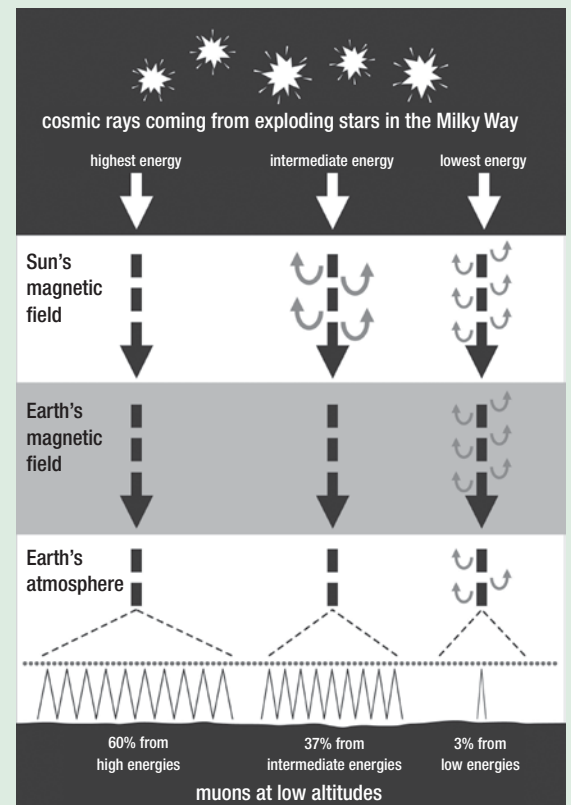 cosmic rays coming from exploding stars in the Milky Way
highest energy
intermediate energy
lowest energy
Sun's
magnetic
field
Earth's
magnetic
field
Earth's
atmosphere
60% from
high energies
37% from
intermediate energies
3% from
low energies
muons at low altitudes